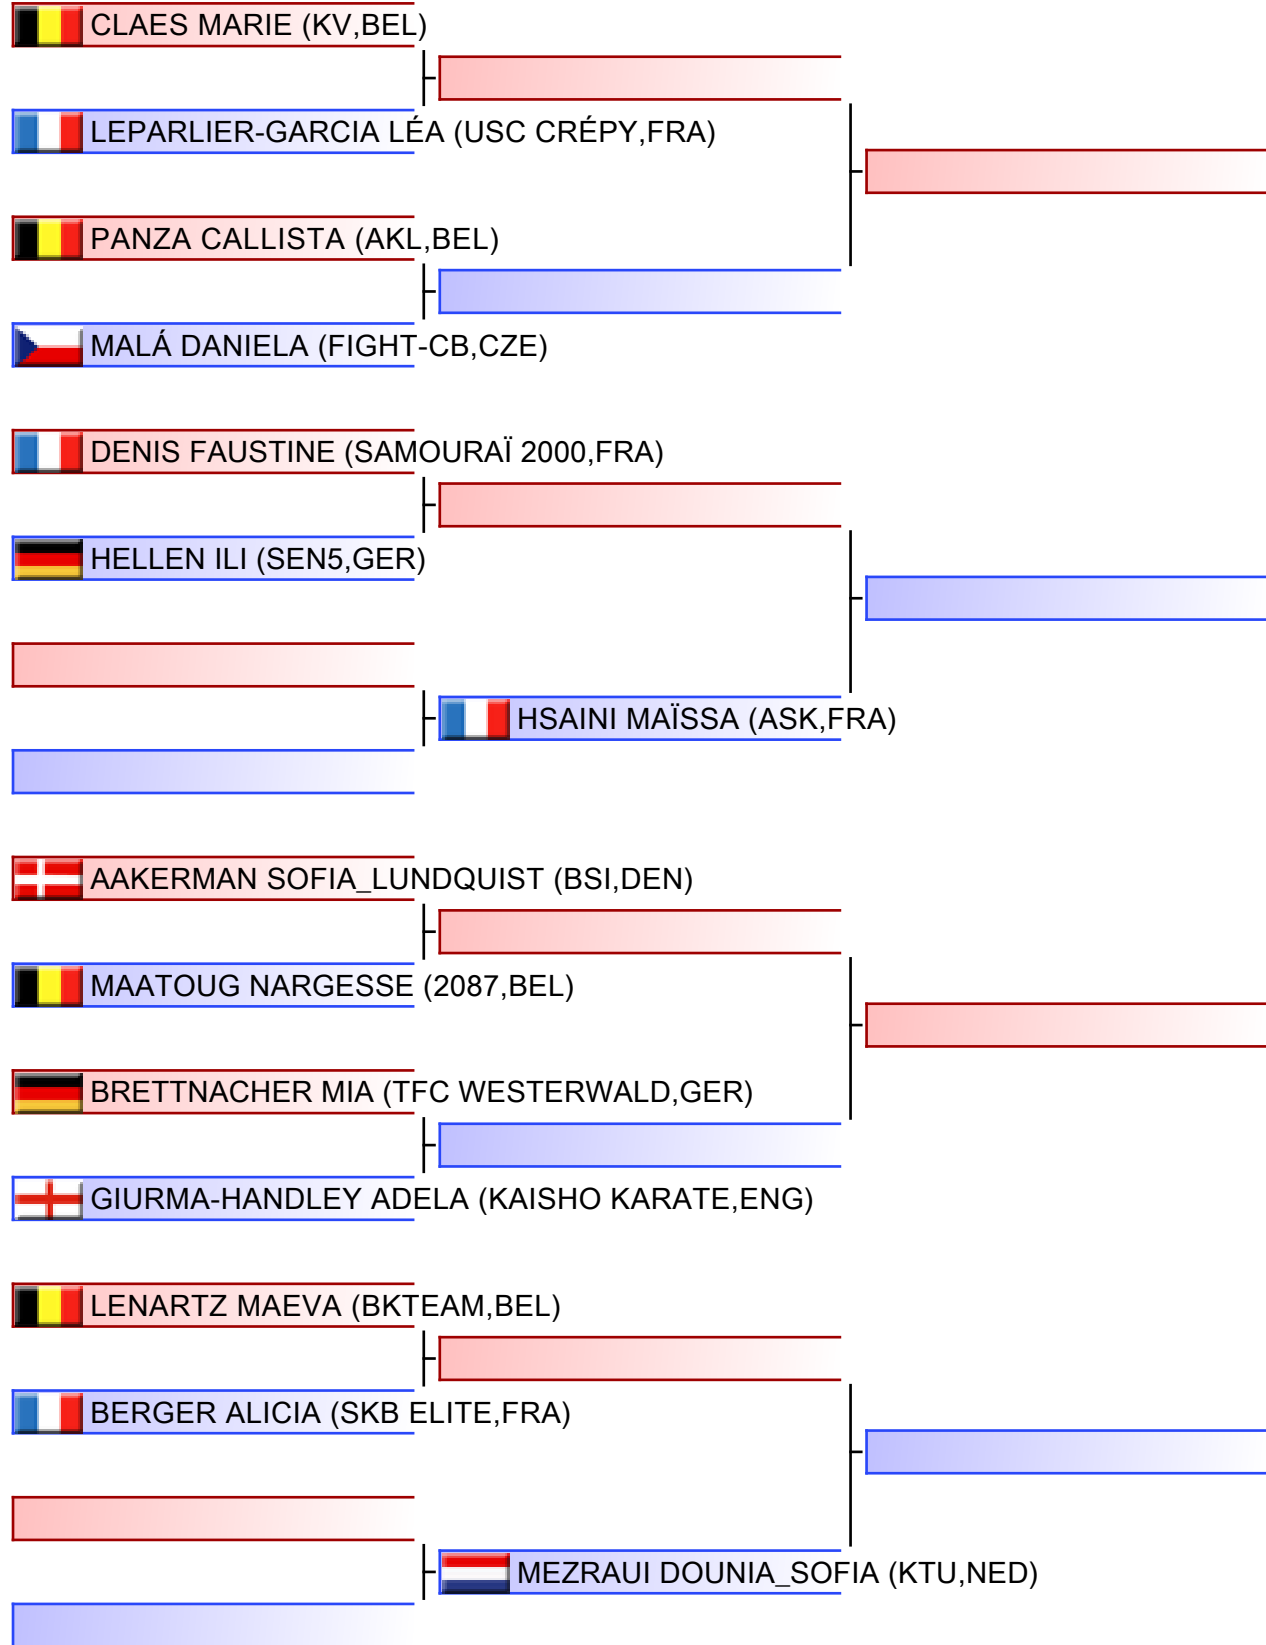 CLAES MARIE (KV,BEL)
LEPARLIER-GARCIA LÉA (USC CRÉPY,FRA)
PANZA CALLISTA (AKL,BEL)
MALÁ DANIELA (FIGHT-CB,CZE)
DENIS FAUSTINE (SAMOURAÏ 2000,FRA)
HELLEN ILI (SEN5,GER)
HSAINI MAÏSSA (ASK,FRA)
AAKERMAN SOFIA_LUNDQUIST (BSI,DEN)
MAATOUG NARGESSE (2087,BEL)
BRETTNACHER MIA (TFC WESTERWALD,GER)
GIURMA-HANDLEY ADELA (KAISHO KARATE,ENG)
LENARTZ MAEVA (BKTEAM,BEL)
BERGER ALICIA (SKB ELITE,FRA)
MEZRAUI DOUNIA_SOFIA (KTU,NED)